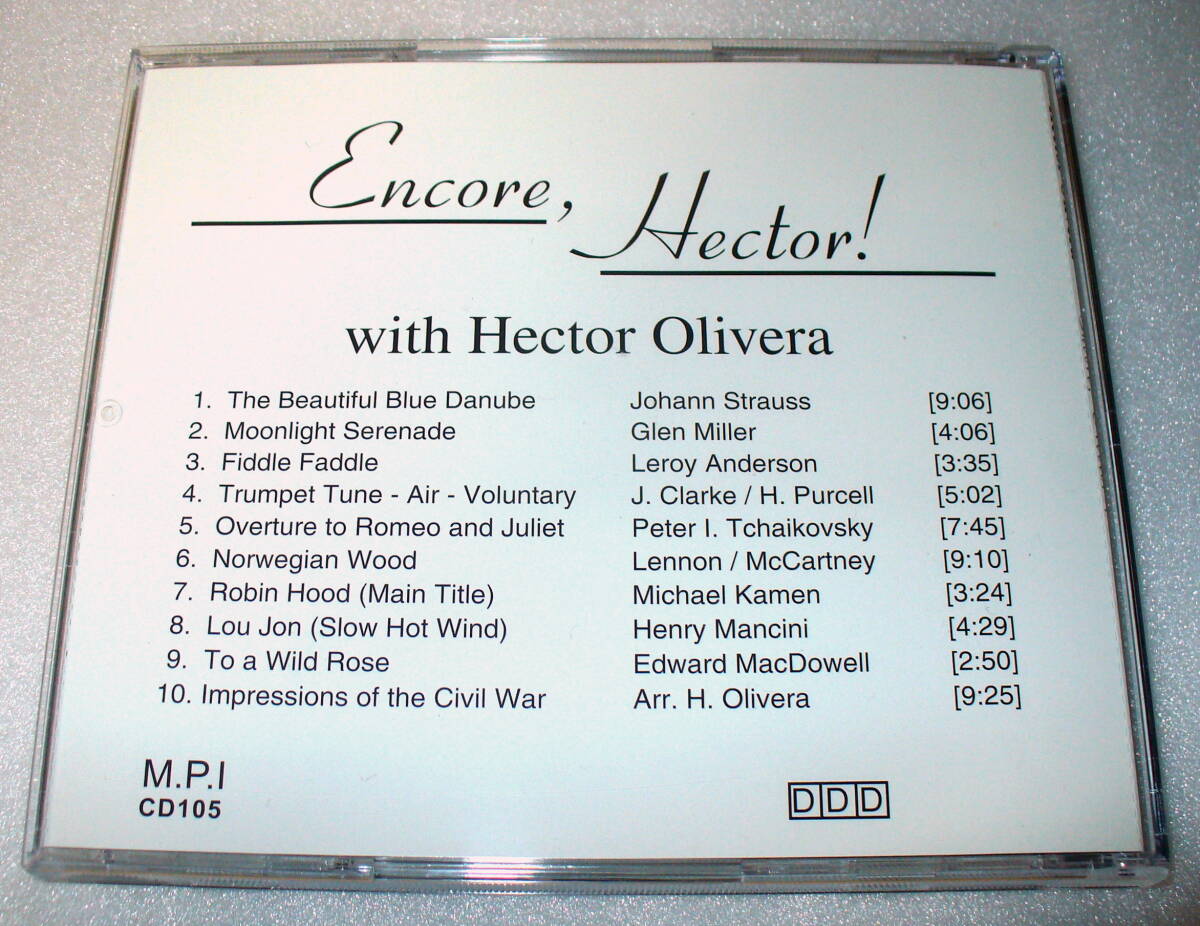 Encore, Hector!
with Hector Olivera
1. The Beautiful Blue Danube Johann Strauss [9:06]
2. Moonlight Serenade Glen Miller [4:06]
3. Fiddle Faddle Leroy Anderson [3:35]
4. Trumpet Tune - Air - Voluntary J. Clarke / H. Purcell [5:02]
5. Overture to Romeo and Juliet Peter I. Tchaikovsky [7:45]
6. Norwegian Wood Lennon / McCartney [9:10]
7. Robin Hood (Main Title) Michael Kamen [3:24]
8. Lou Jon (Slow Hot Wind) Henry Mancini [4:29]
9. To a Wild Rose Edward MacDowell [2:50]
10. Impressions of the Civil War Arr. H. Olivera [9:25]
M.P.I
CD105
DDD